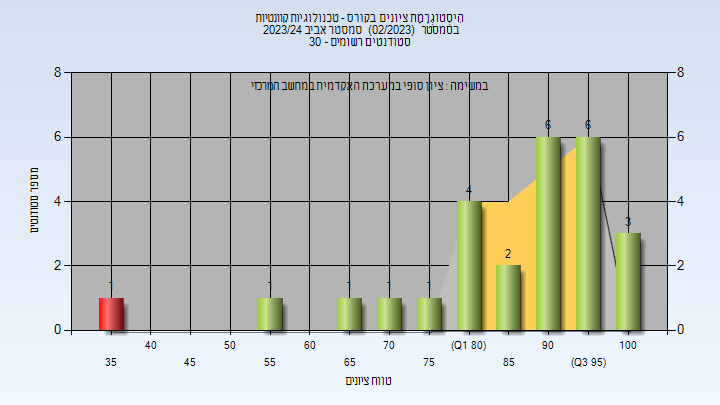 היסטוגרמת ציונים בקורס - טכנולוגיות קוונטיות
בסמסטר (02/2023) סמסטר אביב 2023/24
סטודנטים רשומים - 30
במשימה : ציון סופי במערכת האקדמית במחשב המרכזי
8 8
6 6
4 4
2 2
0 0
1 1 1 1 1 4 2 6 6 3
מספר סטודנטים
40 50 60 70 (Q1 80) 90 100
35 45 55 65 75 85 (Q3 95)
טווח ציונים